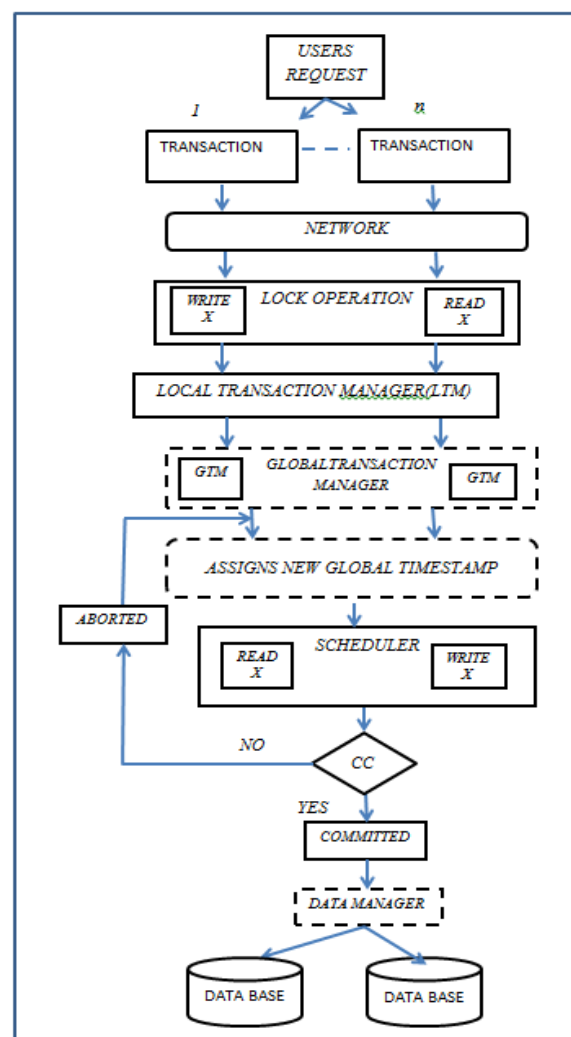 USERS
REQUEST
1 n
TRANSACTION TRANSACTION
NETWORK
LOCK OPERATION
WRITE
X
READ
X
LOCAL TRANSACTION MANAGER(LTM)
GLOBALTRANSACTION
MANAGER
GTM GTM
ASSIGNS NEW GLOBAL TIMESTAMP
ABORTED
SCHEDULER
READ
X
WRITE
X
NO
CC
YES
COMMITTED
DATA MANAGER
DATA BASE DATA BASE